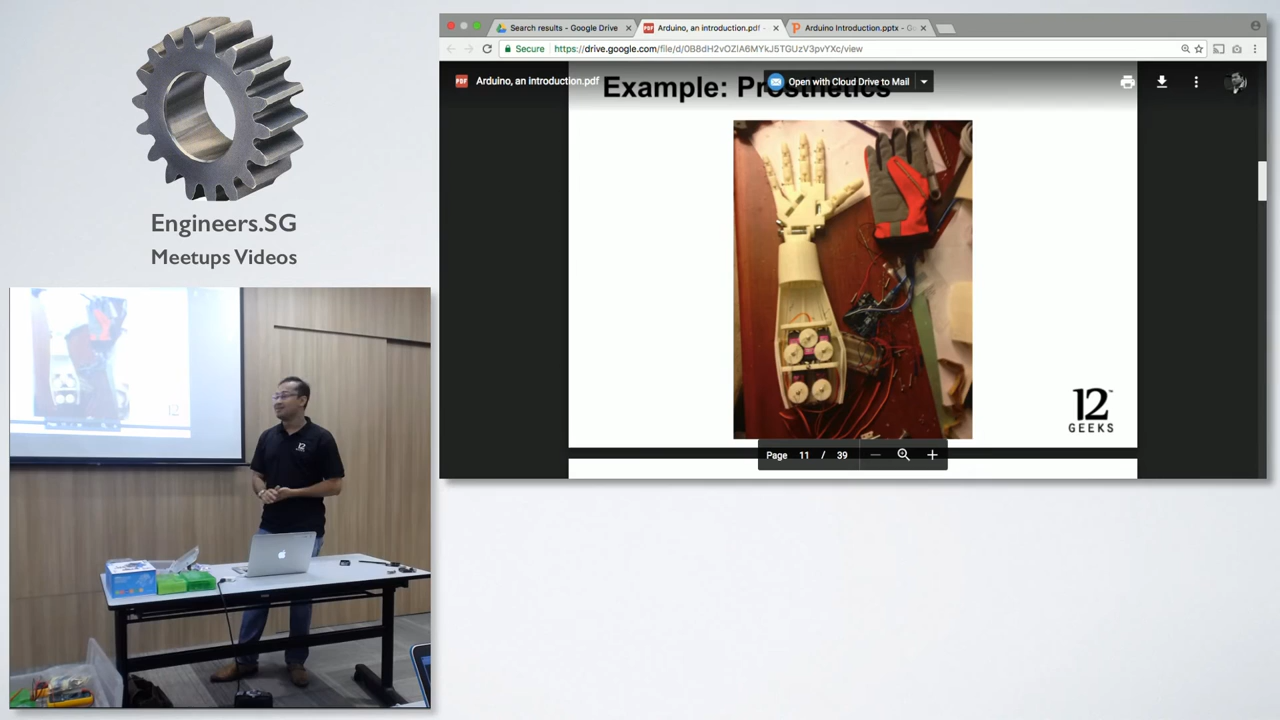 Engineers.SG
Meetups Videos
Search results - Google Drive
Arduino, an introduction.pdf -
Arduino Introduction.pptx - G
Secure
https://drive.google.com/file/d/0B8dH2vOZlA6MYkJ5TGUzV3pvYXc/view
PDF
Arduino, an introduction.pdf
Open with Cloud Drive to Mail
Example: Prosthetics
12
GEEKS
Page 11 / 39
12